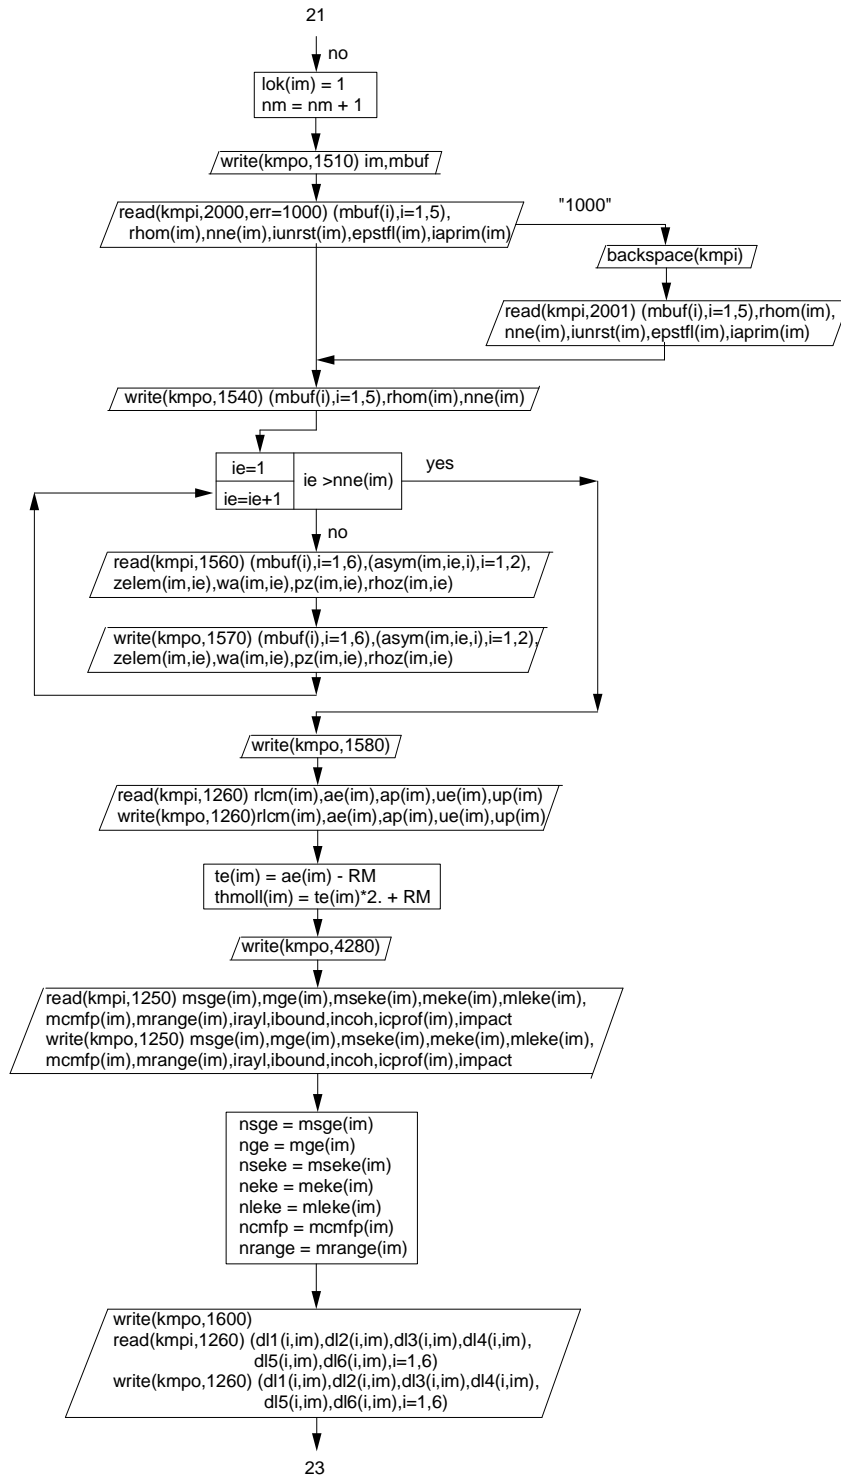 21
no
lok(im) = 1
nm = nm + 1
write(kmpo,1510) im,mbuf
read(kmpi,2000,err=1000) (mbuf(i),i=1,5),
rhom(im),nne(im),iunrst(im),epstfl(im),iaprim(im)
"1000"
backspace(kmpi)
read(kmpi,2001) (mbuf(i),i=1,5),rhom(im),
nne(im),iunrst(im),epstfl(im),iaprim(im)
write(kmpo,1540) (mbuf(i),i=1,5),rhom(im),nne(im)
ie=1
ie=ie+1
ie >nne(im)
yes
no
read(kmpi,1560) (mbuf(i),i=1,6),(asym(im,ie,i),i=1,2),
zelem(im,ie),wa(im,ie),pz(im,ie),rhoz(im,ie)
write(kmpo,1570) (mbuf(i),i=1,6),(asym(im,ie,i),i=1,2),
zelem(im,ie),wa(im,ie),pz(im,ie),rhoz(im,ie)
write(kmpo,1580)
read(kmpi,1260) rlcm(im),ae(im),ap(im),ue(im),up(im)
write(kmpo,1260)rlcm(im),ae(im),ap(im),ue(im),up(im)
te(im) = ae(im) - RM
thmoll(im) = te(im)*2. + RM
write(kmpo,4280)
read(kmpi,1250) msge(im),mge(im),mseke(im),meke(im),mleke(im),
mcmfp(im),mrange(im),irayl,ibound,incoh,icprof(im),impact
write(kmpo,1250) msge(im),mge(im),mseke(im),meke(im),mleke(im),
mcmfp(im),mrange(im),irayl,ibound,incoh,icprof(im),impact
nsge = msge(im)
nge = mge(im)
nseke = mseke(im)
neke = meke(im)
nleke = mleke(im)
ncmfp = mcmfp(im)
nrange = mrange(im)
write(kmpo,1600)
read(kmpi,1260) (dl1(i,im),dl2(i,im),dl3(i,im),dl4(i,im),
dl5(i,im),dl6(i,im),i=1,6)
write(kmpo,1260) (dl1(i,im),dl2(i,im),dl3(i,im),dl4(i,im),
dl5(i,im),dl6(i,im),i=1,6)
23